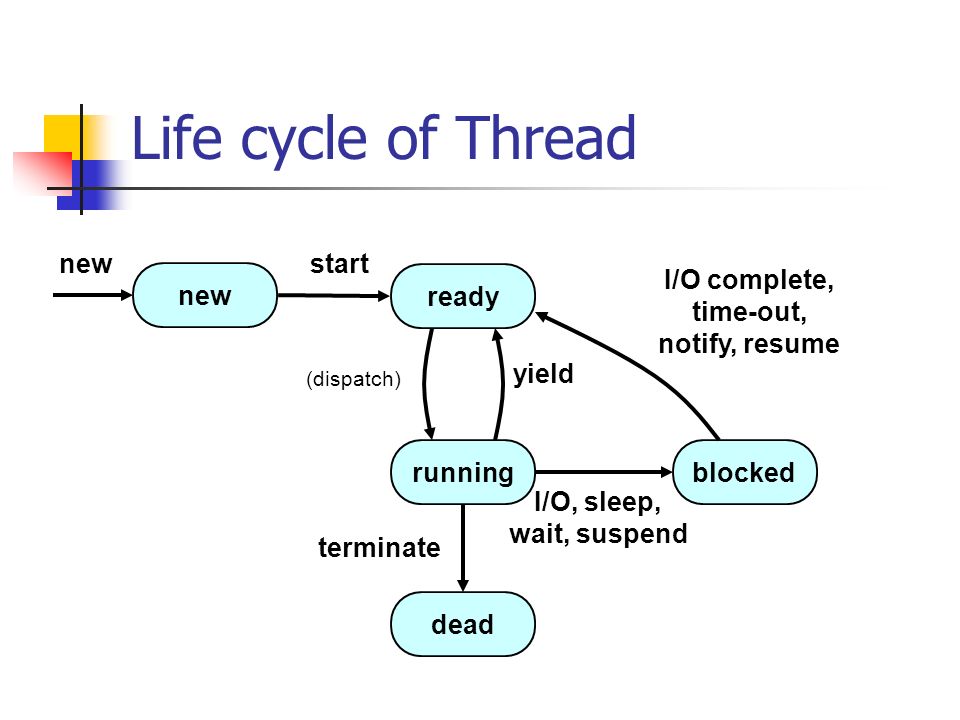 Life cycle of Thread
new
start
new
ready
I/O complete,
time-out,
notify, resume
(dispatch)
yield
running
blocked
I/O, sleep,
wait, suspend
terminate
dead